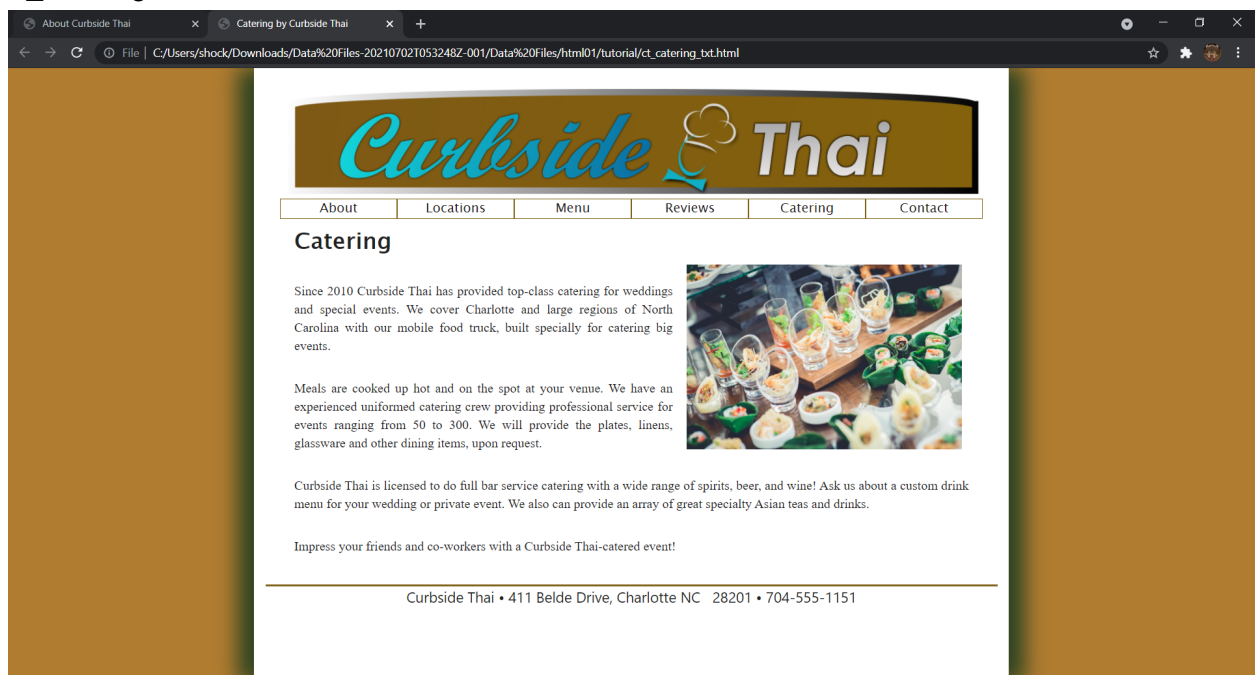 About Curbside Thai
Catering by Curbside Thai
File | C:/Users/shock/Downloads/Data%20Files-20210702T053248Z-001/Data%20Files/html01/tutorial/ct_catering_txt.html
Curbside Thai
About Locations Menu Reviews Catering Contact
Catering
Since 2010 Curbside Thai has provided top-class catering for weddings
and special events. We cover Charlotte and large regions of North
Carolina with our mobile food truck, built specially for catering big
events.
Meals are cooked up hot and on the spot at your venue. We have an
experienced uniformed catering crew providing professional service for
events ranging from 50 to 300. We will provide the plates, linens,
glassware and other dining items, upon request.
Curbside Thai is licensed to do full bar service catering with a wide range of spirits, beer, and wine! Ask us about a custom drink
menu for your wedding or private event. We also can provide an array of great specialty Asian teas and drinks.
Impress your friends and co-workers with a Curbside Thai-catered event!
Curbside Thai • 411 Belde Drive, Charlotte NC 28201 • 704-555-1151